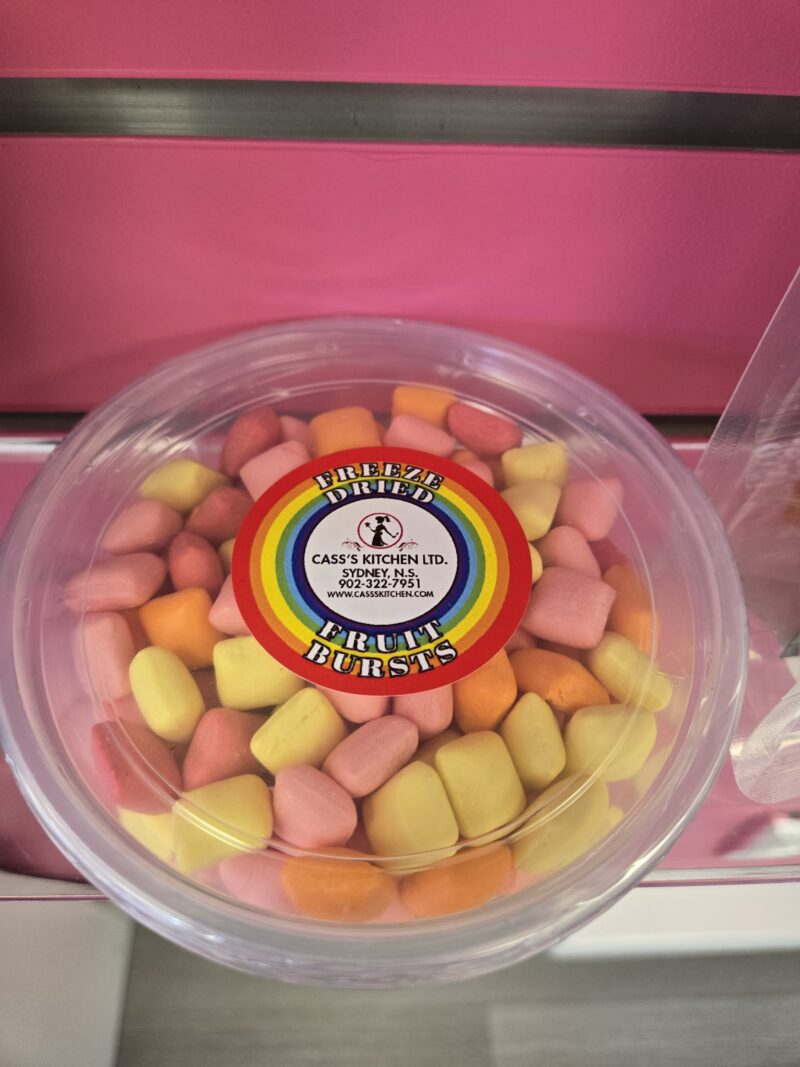 FREEZE
DRIED
CASS'S KITCHEN LTD.
SYDNEY, N.S.
902-322-7951
WWW.CASSSKITCHEN.COM
FRUIT
BURSTS